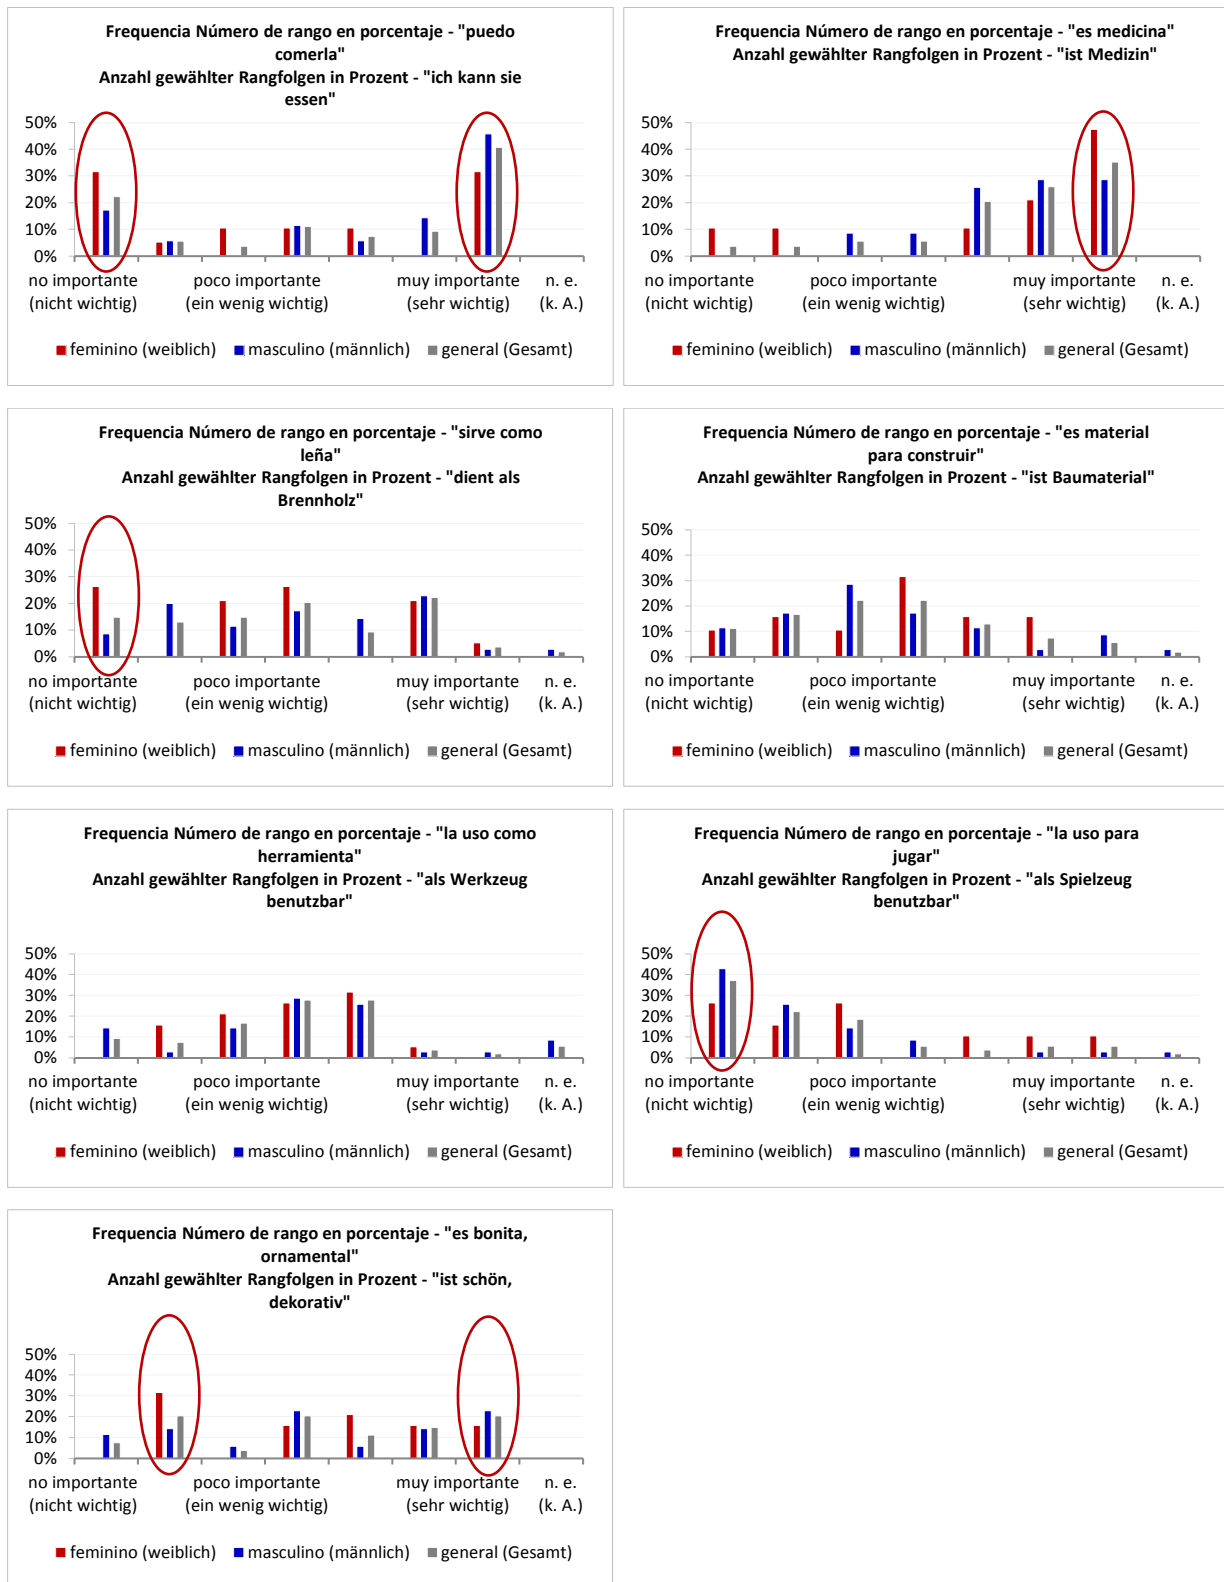 Frequencia Número de rango en porcentaje - "puedo
comerla"
Anzahl gewählter Rangfolgen in Prozent - "ich kann sie
essen"
50%
40%
30%
20%
10%
0%
no importante poco importante muy importante n. e.
(nicht wichtig) (ein wenig wichtig) (sehr wichtig) (k. A.)
feminino (weiblich) masculino (männlich) general (Gesamt)
Frequencia Número de rango en porcentaje - "es medicina"
Anzahl gewählter Rangfolgen in Prozent - "ist Medizin"
50%
40%
30%
20%
10%
0%
no importante poco importante muy importante n. e.
(nicht wichtig) (ein wenig wichtig) (sehr wichtig) (k. A.)
feminino (weiblich) masculino (männlich) general (Gesamt)
Frequencia Número de rango en porcentaje - "sirve como
leña"
Anzahl gewählter Rangfolgen in Prozent - "dient als
Brennholz"
50%
40%
30%
20%
10%
0%
no importante poco importante muy importante n. e.
(nicht wichtig) (ein wenig wichtig) (sehr wichtig) (k. A.)
feminino (weiblich) masculino (männlich) general (Gesamt)
Frequencia Número de rango en porcentaje - "es material
para construir"
Anzahl gewählter Rangfolgen in Prozent - "ist Baumaterial"
50%
40%
30%
20%
10%
0%
no importante poco importante muy importante n. e.
(nicht wichtig) (ein wenig wichtig) (sehr wichtig) (k. A.)
feminino (weiblich) masculino (männlich) general (Gesamt)
Frequencia Número de rango en porcentaje - "la uso como
herramienta"
Anzahl gewählter Rangfolgen in Prozent - "als Werkzeug
benutzbar"
50%
40%
30%
20%
10%
0%
no importante poco importante muy importante n. e.
(nicht wichtig) (ein wenig wichtig) (sehr wichtig) (k. A.)
feminino (weiblich) masculino (männlich) general (Gesamt)
Frequencia Número de rango en porcentaje - "la uso para
jugar"
Anzahl gewählter Rangfolgen in Prozent - "als Spielzeug
benutzbar"
50%
40%
30%
20%
10%
0%
no importante poco importante muy importante n. e.
(nicht wichtig) (ein wenig wichtig) (sehr wichtig) (k. A.)
feminino (weiblich) masculino (männlich) general (Gesamt)
Frequencia Número de rango en porcentaje - "es bonita,
ornamental"
Anzahl gewählter Rangfolgen in Prozent - "ist schön,
dekorativ"
50%
40%
30%
20%
10%
0%
no importante poco importante muy importante n. e.
(nicht wichtig) (ein wenig wichtig) (sehr wichtig) (k. A.)
feminino (weiblich) masculino (männlich) general (Gesamt)